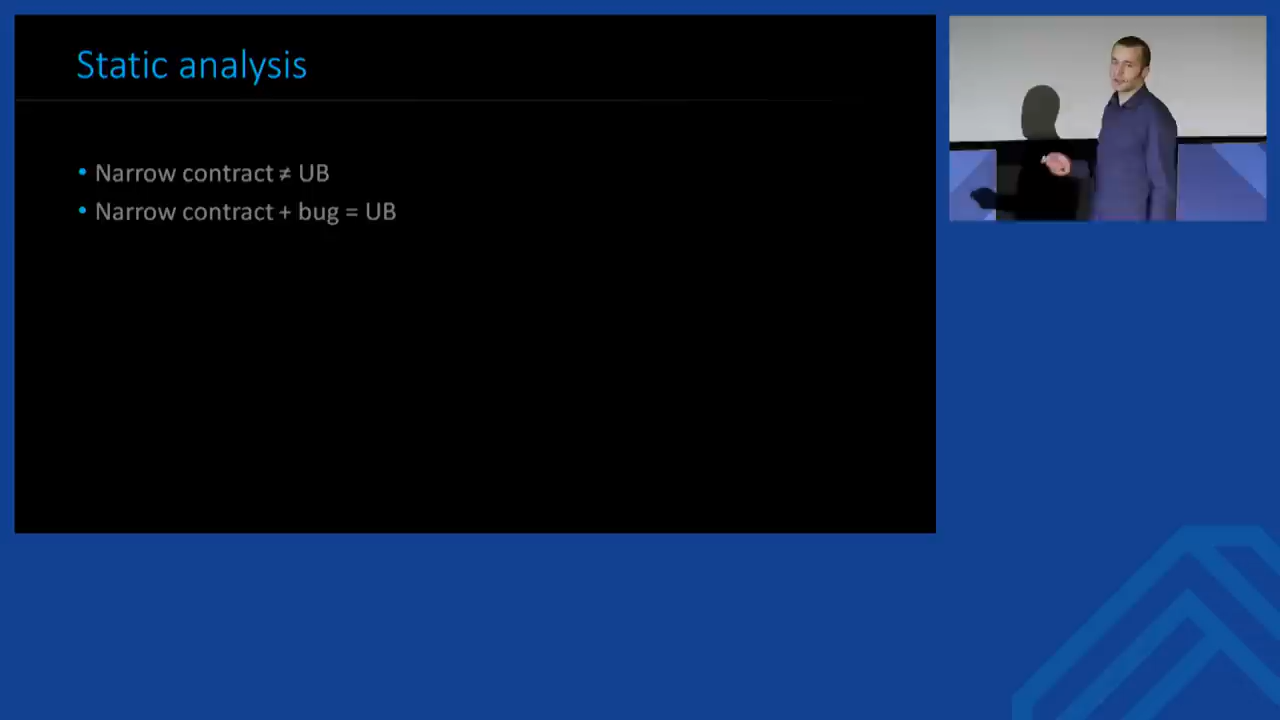 Static analysis
• Narrow contract ≠ UB
• Narrow contract + bug = UB